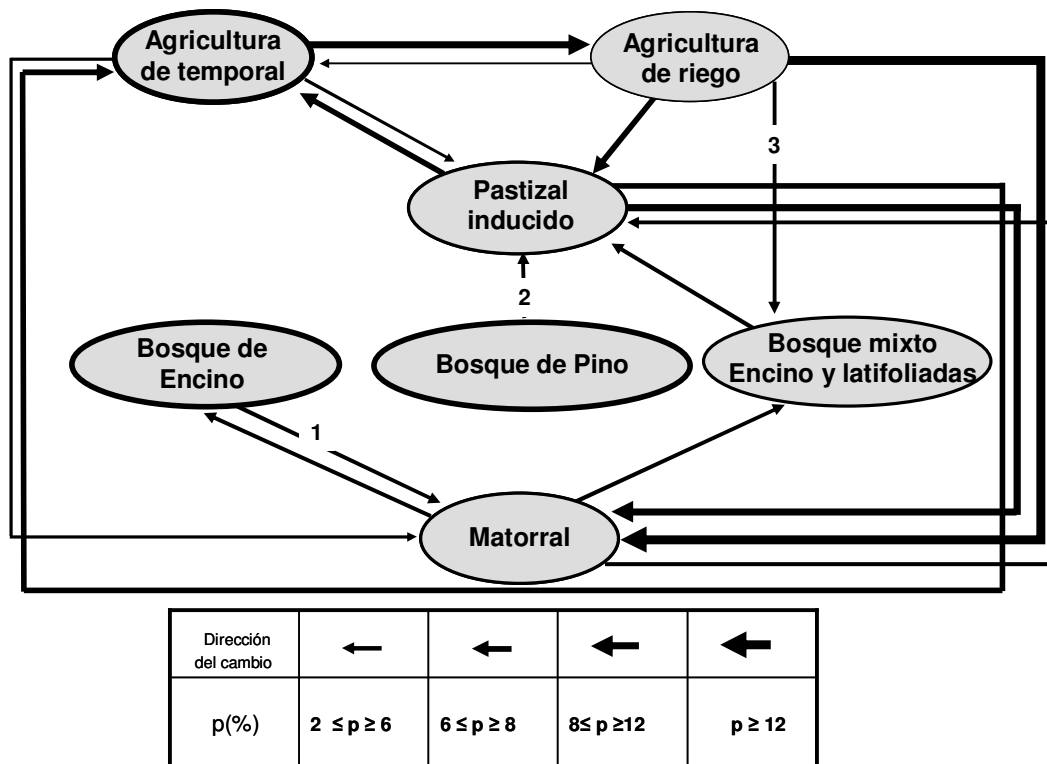 Agricultura
de temporal
Agricultura
de riego
3
Pastizal
inducido
2
Bosque de
Encino
Bosque de Pino
Bosque mixto
Encino y latifoliadas
1
Matorral
Dirección
del cambio
p(%)
2 ≤ p ≥ 6
6 ≤ p ≥ 8
8≤ p ≥12
p ≥ 12